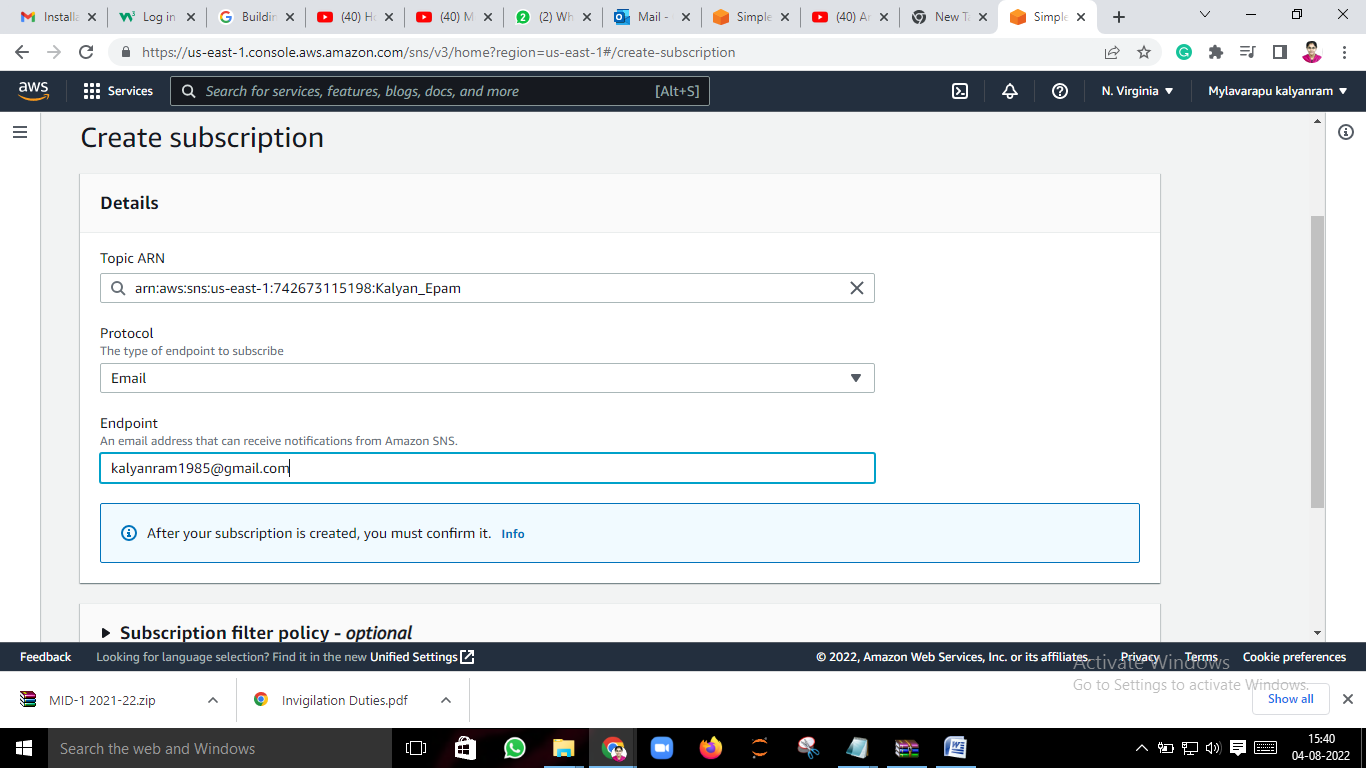 Installa
Log in
Buildin
(40) H
(40) M
(2) Wh
Mail -
Simple
(40) A
New T
Simple
https://us-east-1.console.aws.amazon.com/sns/v3/home?region=us-east-1#/create-subscription
aws
Services
Search for services, features, blogs, docs, and more
[Alt+S]
N. Virginia
Mylavarapu kalyanram
Create subscription
Details
Topic ARN
arn:aws:sns:us-east-1:742673115198:Kalyan_Epam
Protocol
The type of endpoint to subscribe
Email
Endpoint
An email address that can receive notifications from Amazon SNS.
kalyanram1985@gmail.com
After your subscription is created, you must confirm it. Info
Subscription filter policy - optional
Feedback
Looking for language selection? Find it in the new Unified Settings
© 2022, Amazon Web Services, Inc. or its affiliates.
Privacy
Terms
Cookie preferences
Activate Windows
Go to Settings to activate Windows.
MID-1 2021-22.zip
Invigilation Duties.pdf
Show all
Search the web and Windows
15:40
04-08-2022